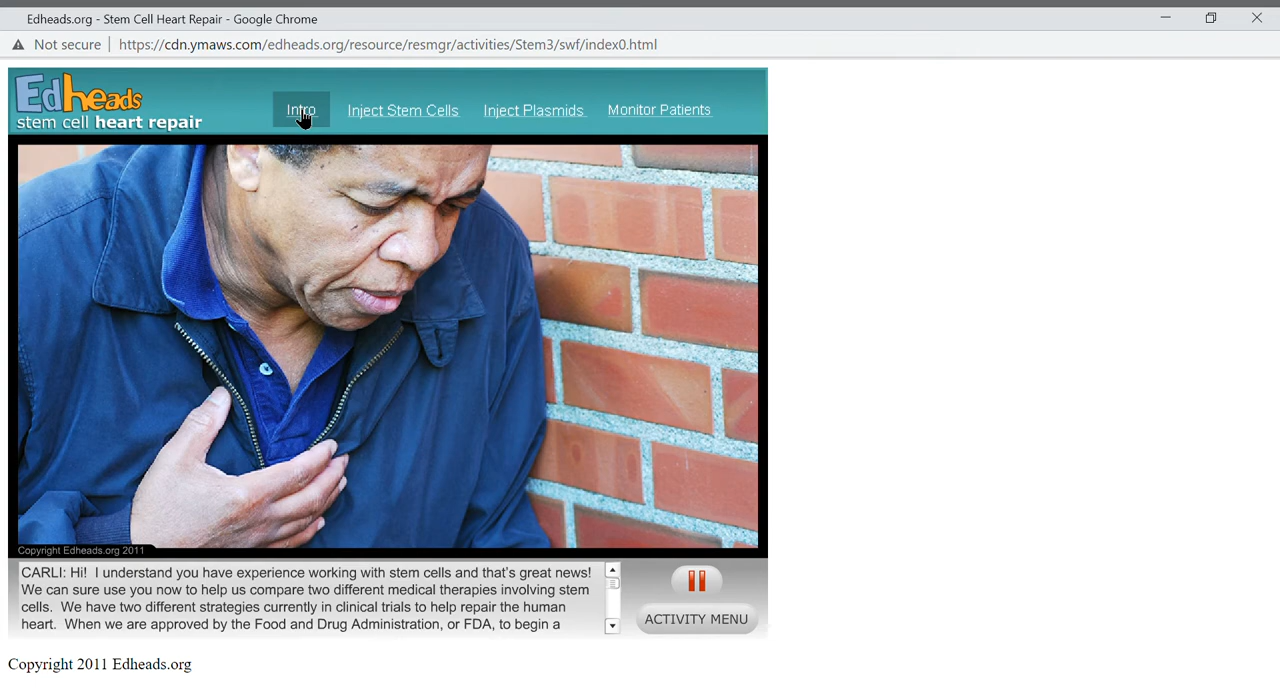 Edheads.org - Stem Cell Heart Repair - Google Chrome
Not secure | https://cdn.ymaws.com/edheads.org/resource/resmgr/activities/Stem3/swf/index0.html
Edheads
stem cell heart repair
Intro Inject Stem Cells Inject Plasmids Monitor Patients
Copyright Edheads.org 2011
CARLI: Hi! I understand you have experience working with stem cells and that's great news!
We can sure use you now to help us compare two different medical therapies involving stem
cells. We have two different strategies currently in clinical trials to help repair the human
heart. When we are approved by the Food and Drug Administration, or FDA, to begin a
ACTIVITY MENU
Copyright 2011 Edheads.org